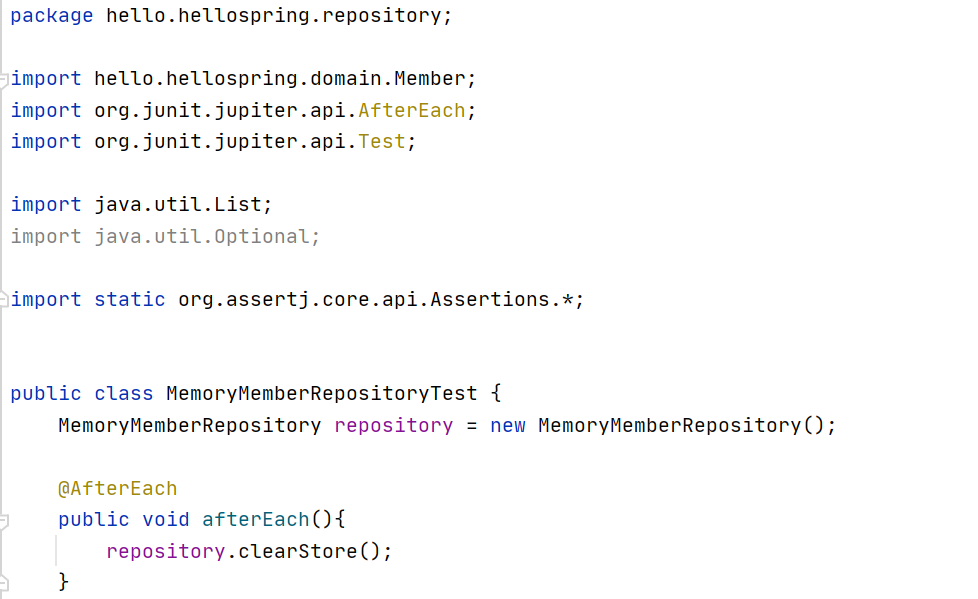 package hello.hellospring.repository;
import hello.hellospring.domain.Member;
import org.junit.jupiter.api.AfterEach;
import org.junit.jupiter.api.Test;
import java.util.List;
import java.util.Optional;
import static org.assertj.core.api.Assertions.*;
public class MemoryMemberRepositoryTest {
    MemoryMemberRepository repository = new MemoryMemberRepository();
    @AfterEach
    public void afterEach(){
        repository.clearStore();
    }